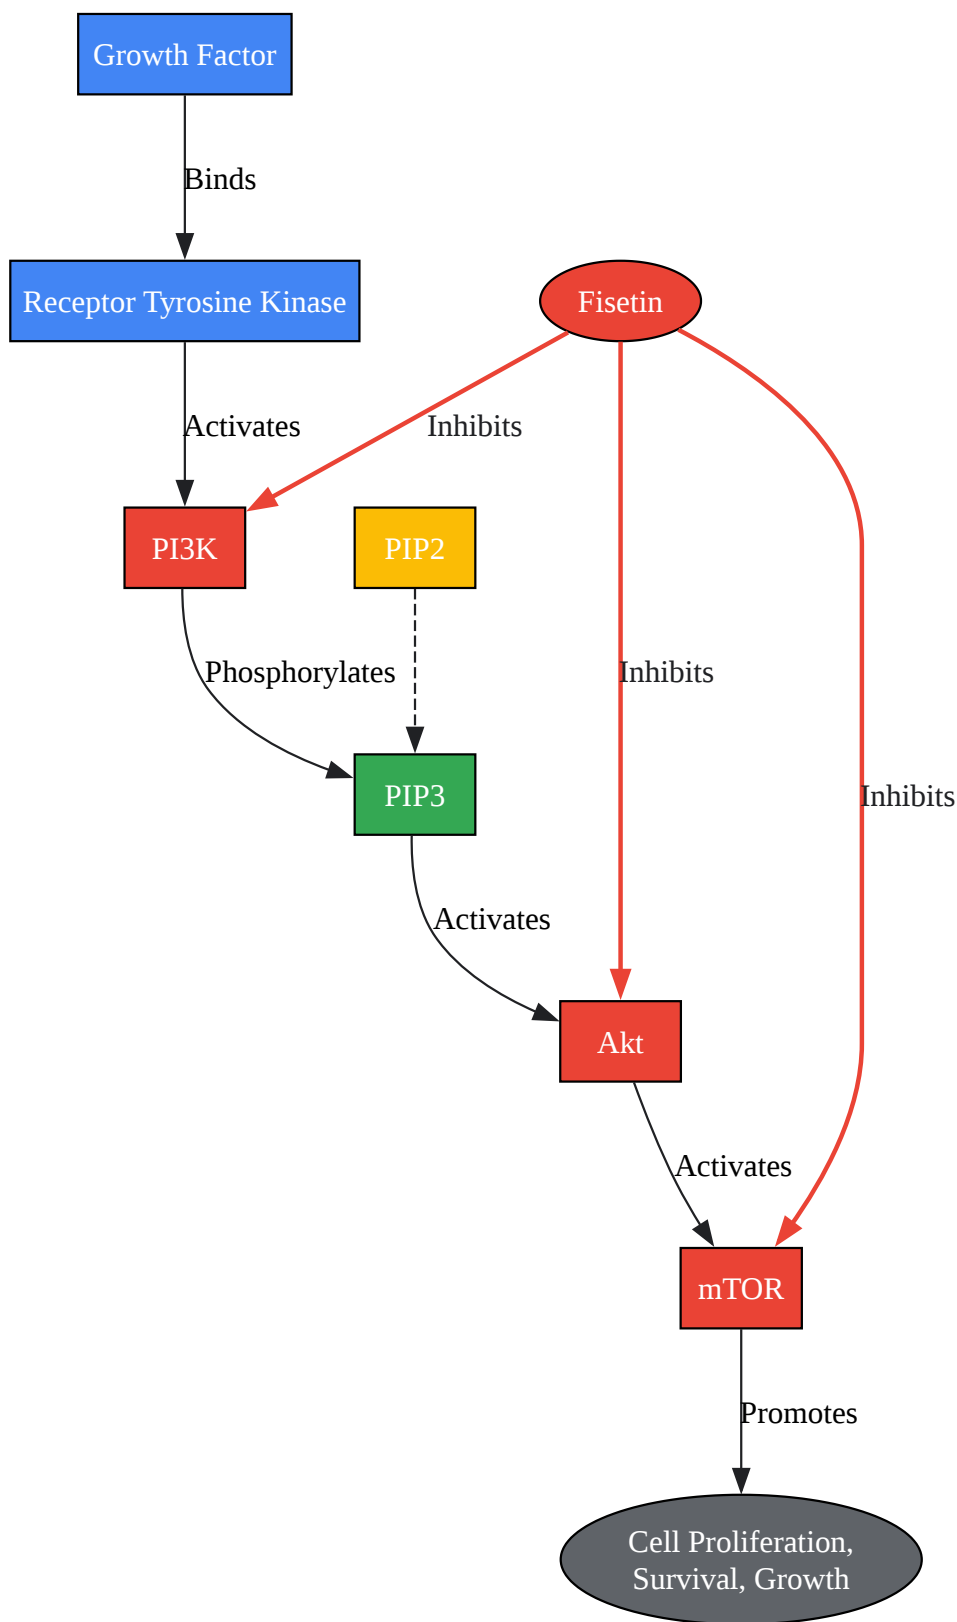 Growth Factor
Binds
Receptor Tyrosine Kinase
Fisetin
Activates
Inhibits
PI3K
PIP2
Phosphorylates
Inhibits
PIP3
Inhibits
Activates
Akt
Activates
mTOR
Promotes
Cell Proliferation,
Survival, Growth